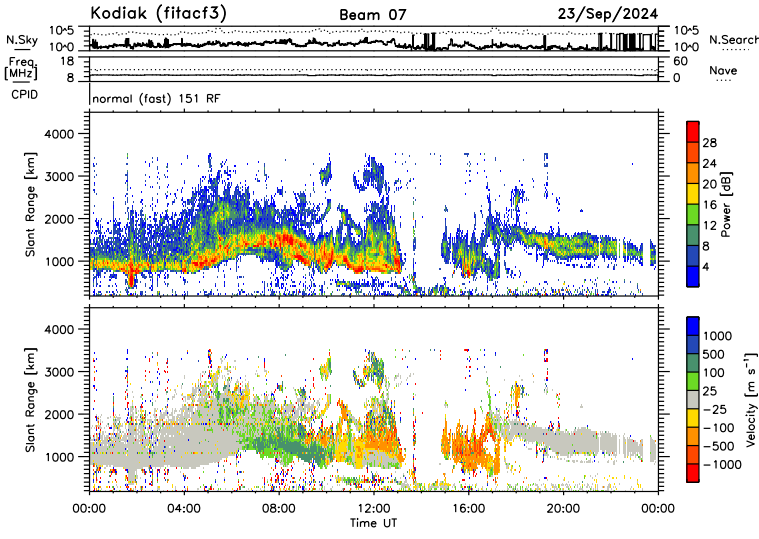 Kodiak (fitacf3) Beam 07 23/Sep/2024
N.Sky 10^5 10^0 10^5 10^0 N.Search
Freq. [MHz] 18 8 60 0 Nave
CPID normal (fast) 151 RF
Slant Range [km] 4000 3000 2000 1000
Power [dB] 28 24 20 16 12 8 4
Slant Range [km] 4000 3000 2000 1000
Velocity [m s⁻¹] 1000 500 100 25 −25 −100 −500 −1000
00:00 04:00 08:00 12:00 16:00 20:00 00:00
Time UT